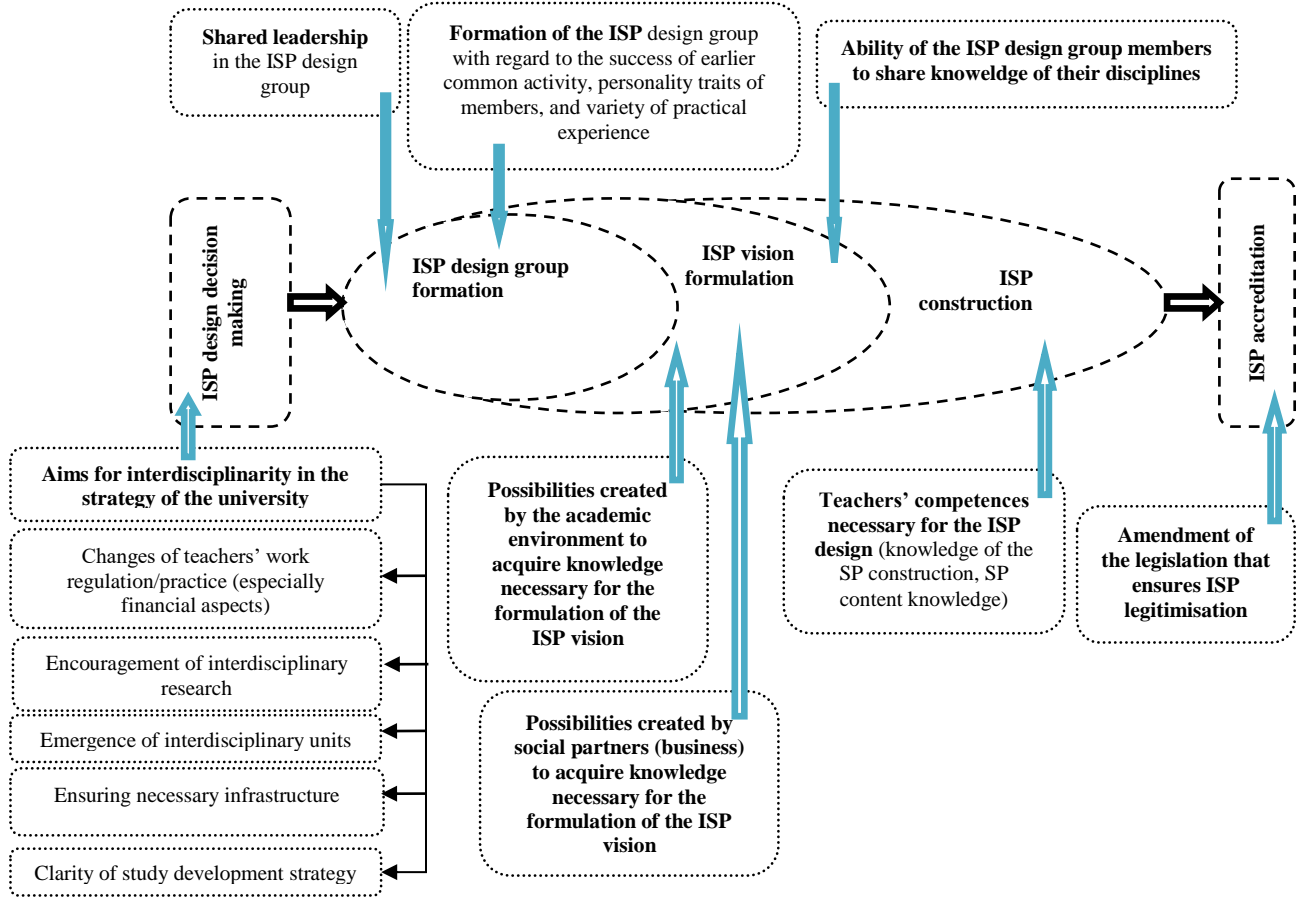 Shared leadership
in the ISP design
group
Formation of the ISP design group
with regard to the success of earlier
common activity, personality traits of
members, and variety of practical
experience
Ability of the ISP design group members
to share knoweldge of their disciplines
ISP design decision
making
ISP design group
formation
ISP vision
formulation
ISP
construction
ISP accreditation
Aims for interdisciplinarity in the
strategy of the university
Changes of teachers’ work
regulation/practice (especially
financial aspects)
Encouragement of interdisciplinary
research
Emergence of interdisciplinary units
Ensuring necessary infrastructure
Clarity of study development strategy
Possibilities created
by the academic
environment to
acquire knowledge
necessary for the
formulation of the
ISP vision
Possibilities created by
social partners (business)
to acquire knowledge
necessary for the
formulation of the ISP
vision
Teachers’ competences
necessary for the ISP
design (knowledge of the
SP construction, SP
content knowledge)
Amendment of
the legislation that
ensures ISP
legitimisation